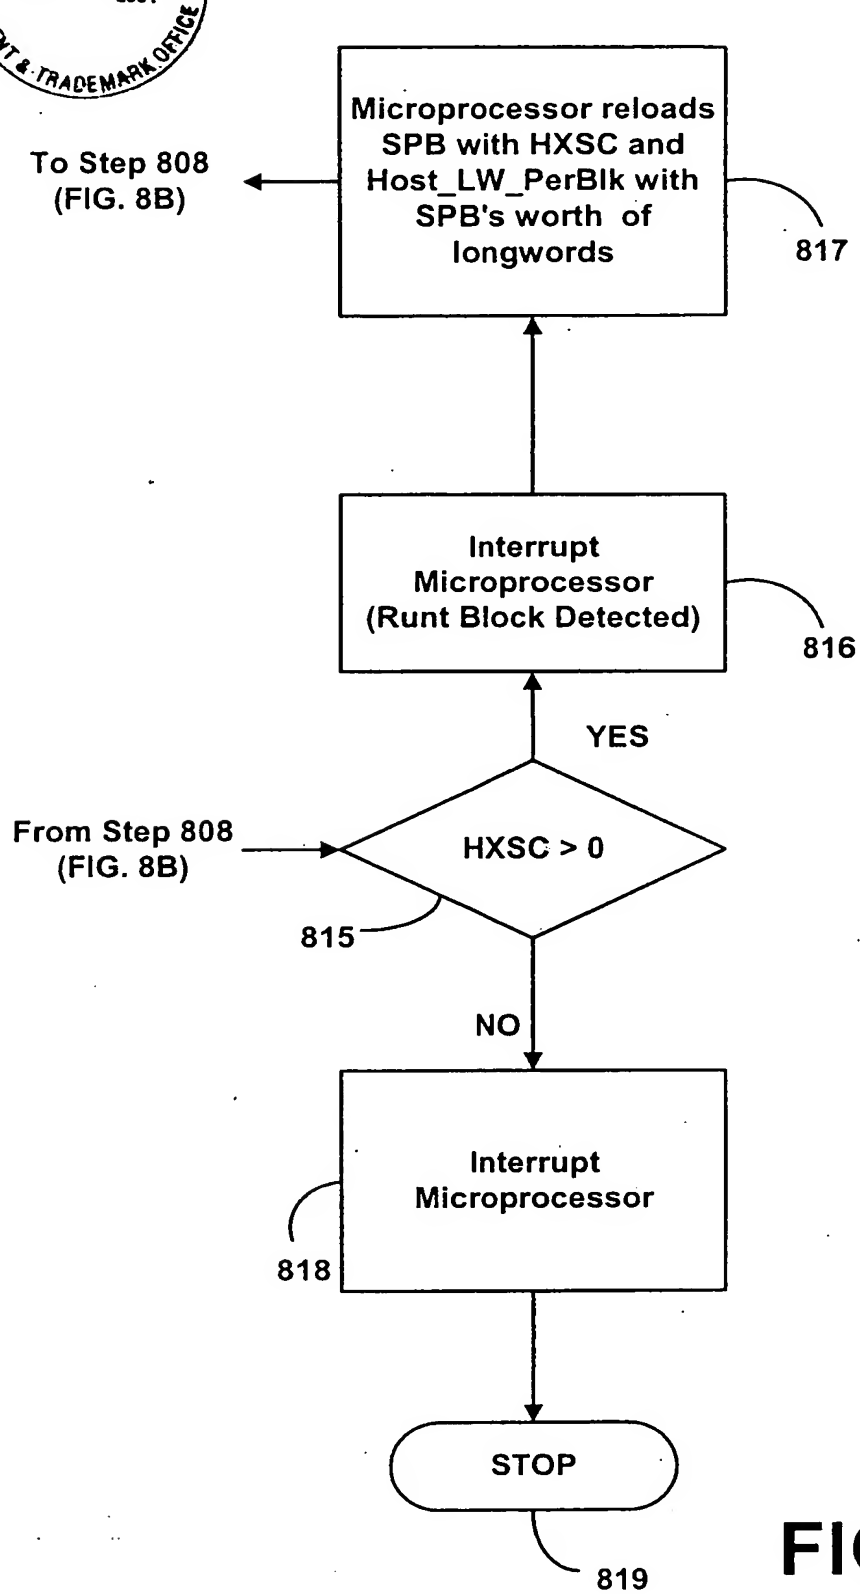 & TRADEMARK OFFICE
Microprocessor reloads
SPB with HXSC and
Host_LW_PerBlk with
SPB's worth of
longwords
To Step 808
(FIG. 8B)
817
Interrupt
Microprocessor
(Runt Block Detected)
816
YES
From Step 808
(FIG. 8B)
HXSC > 0
815
NO
Interrupt
Microprocessor
818
STOP
819